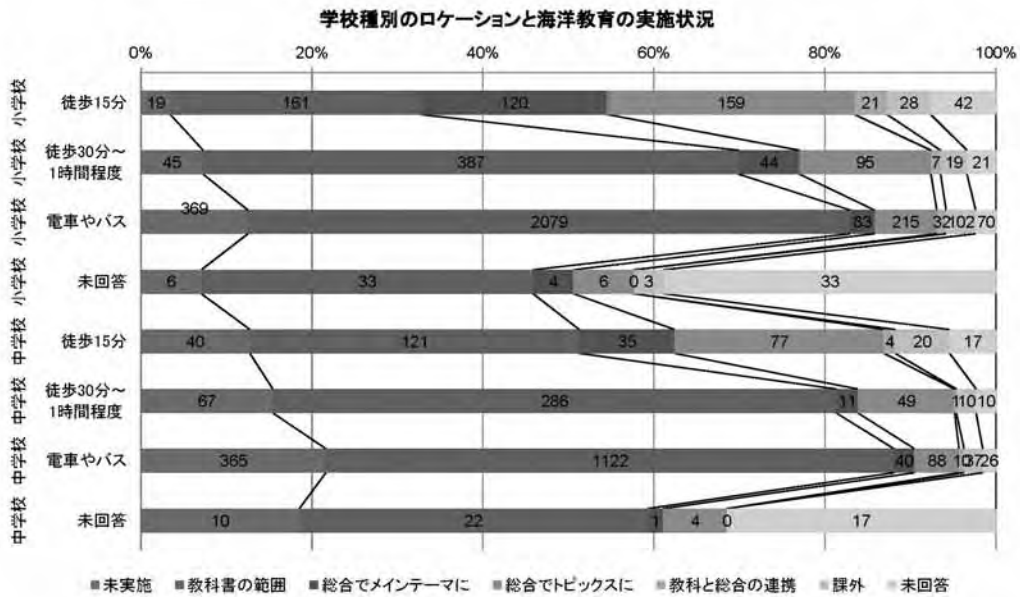 学校種別のロケーションと海洋教育の実施状況
0% 20% 40% 60% 80% 100%
小学校 徒歩15分 19 161 120 159 21 28 42
小学校 徒歩30分～
1時間程度 45 387 44 95 7 19 21
小学校 電車やバス 369 2079 83 215 32 102 70
小学校 未回答 6 33 4 6 0 3 33
中学校 徒歩15分 40 121 35 77 4 20 17
中学校 徒歩30分～
1時間程度 67 286 11 49 1 10 10
中学校 電車やバス 365 1122 40 88 10 37 26
中学校 未回答 10 22 1 4 0 17
■未実施 ■教科書の範囲 ■総合でメインテーマに ■総合でトピックスに ■教科と総合の連携 ■課外 ■未回答